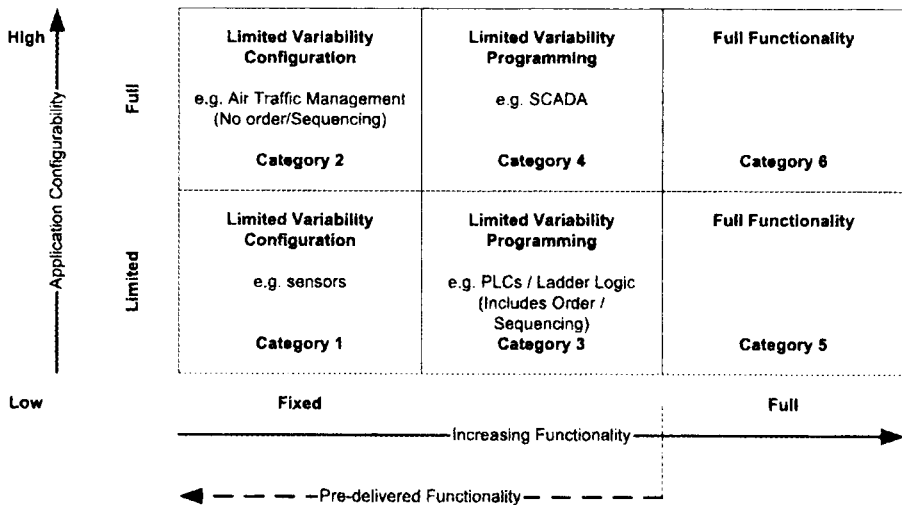 High
Application Configurability
Full
Limited
Low
Limited Variability
Configuration
e.g. Air Traffic Management
(No order/Sequencing)
Category 2
Limited Variability
Programming
e.g. SCADA
Category 4
Full Functionality
Category 6
Limited Variability
Configuration
e.g. sensors
Category 1
Limited Variability
Programming
e.g. PLCs / Ladder Logic
(Includes Order /
Sequencing)
Category 3
Full Functionality
Category 5
Fixed
Full
Increasing Functionality
Pre-delivered Functionality